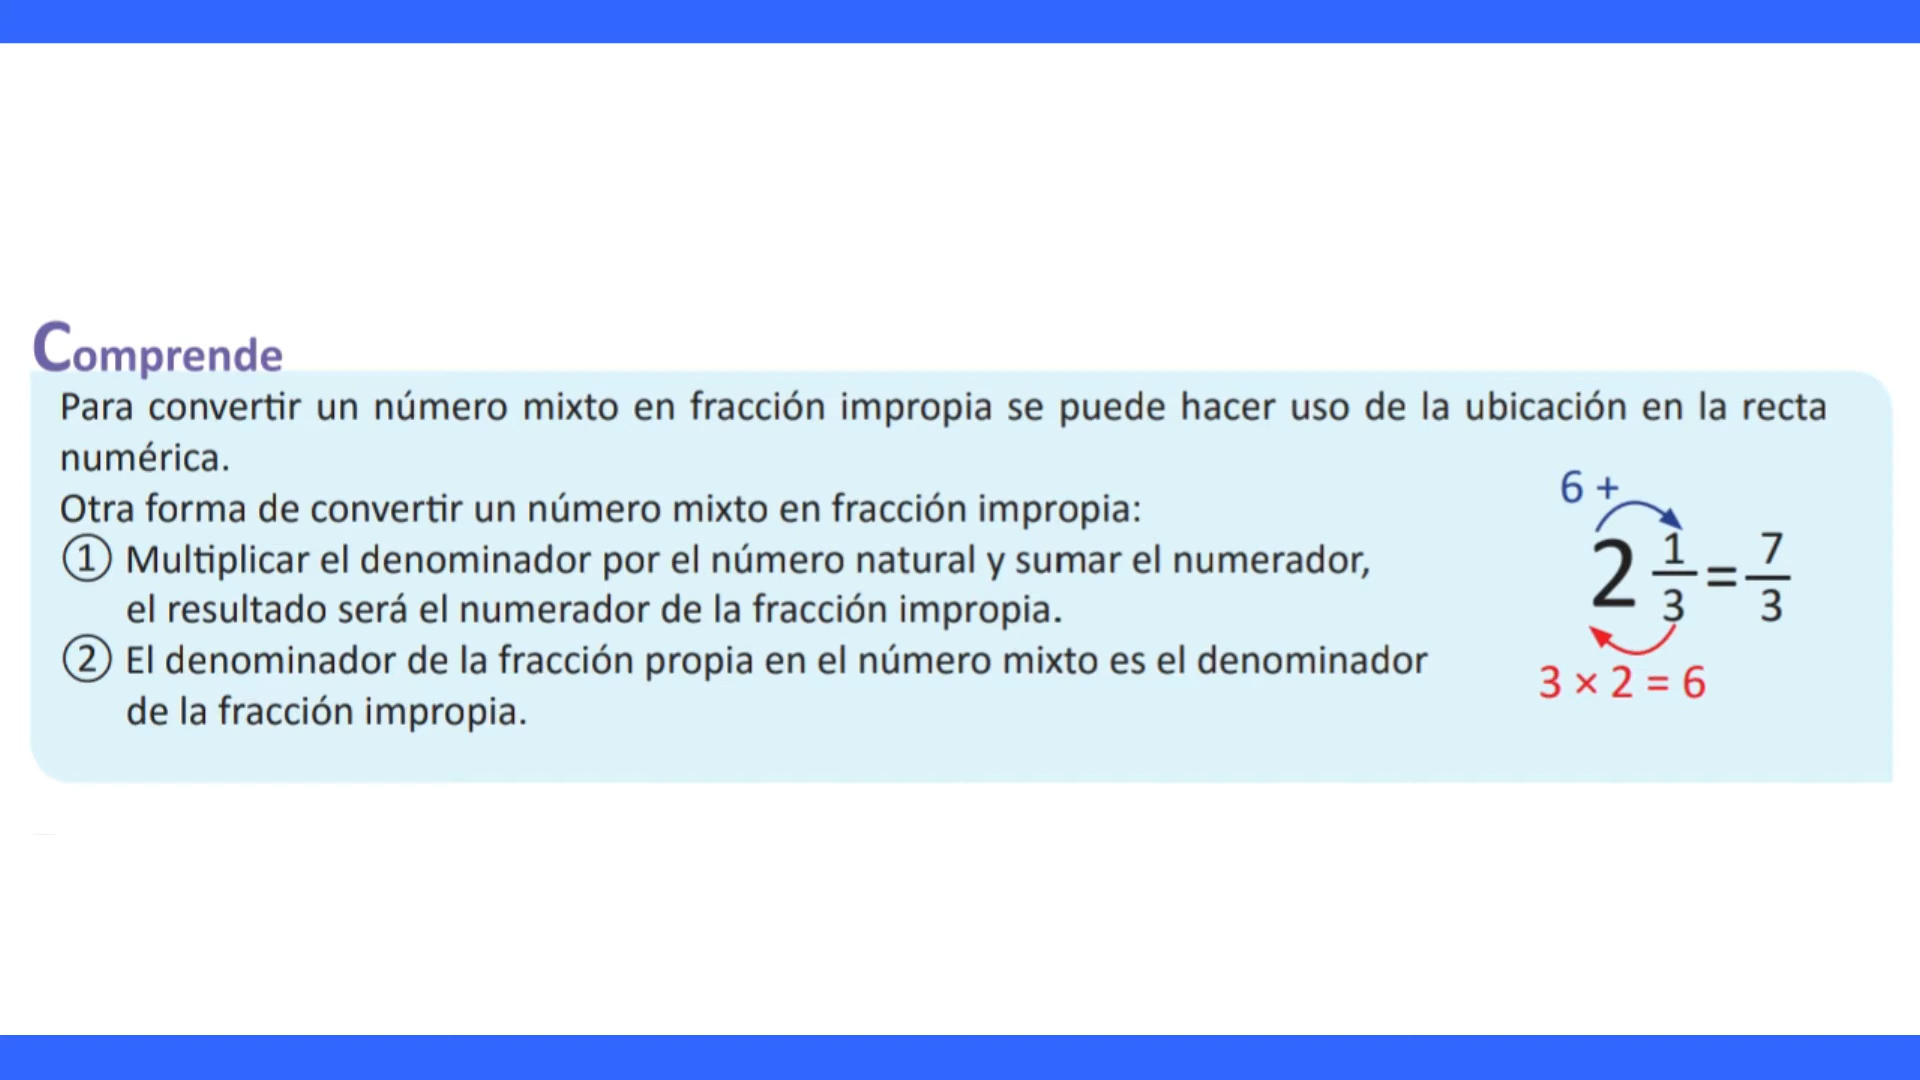 Comprende
Para convertir un número mixto en fracción impropia se puede hacer uso de la ubicación en la recta
numérica.
Otra forma de convertir un número mixto en fracción impropia:
① Multiplicar el denominador por el número natural y sumar el numerador,
el resultado será el numerador de la fracción impropia.
② El denominador de la fracción propia en el número mixto es el denominador
de la fracción impropia.
6 +
2 1/3 = 7/3
3 × 2 = 6